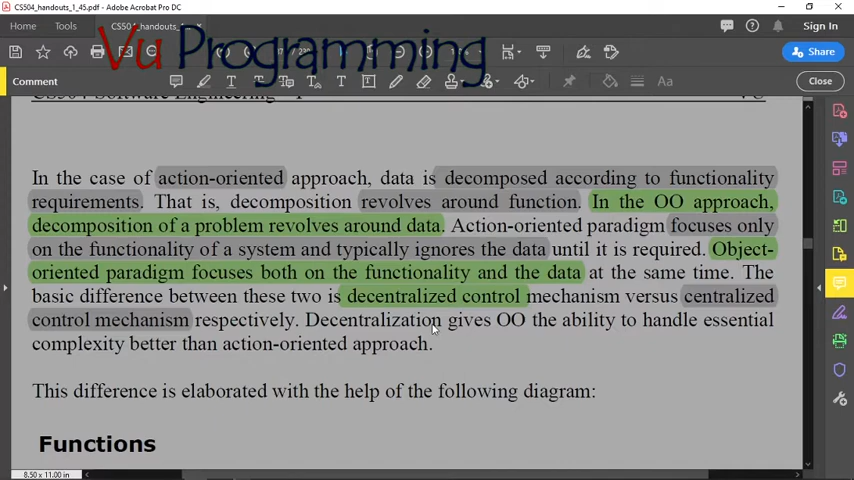 CS504_handouts_1_45.pdf - Adobe Acrobat Pro DC
Home Tools CS504_handouts_
Sign In
Vu Programming
Share
Comment
Close
In the case of action-oriented approach, data is decomposed according to functionality
requirements. That is, decomposition revolves around function. In the OO approach,
decomposition of a problem revolves around data. Action-oriented paradigm focuses only
on the functionality of a system and typically ignores the data until it is required. Object-
oriented paradigm focuses both on the functionality and the data at the same time. The
basic difference between these two is decentralized control mechanism versus centralized
control mechanism respectively. Decentralization gives OO the ability to handle essential
complexity better than action-oriented approach.
This difference is elaborated with the help of the following diagram:
Functions
8.50 x 11.00 in